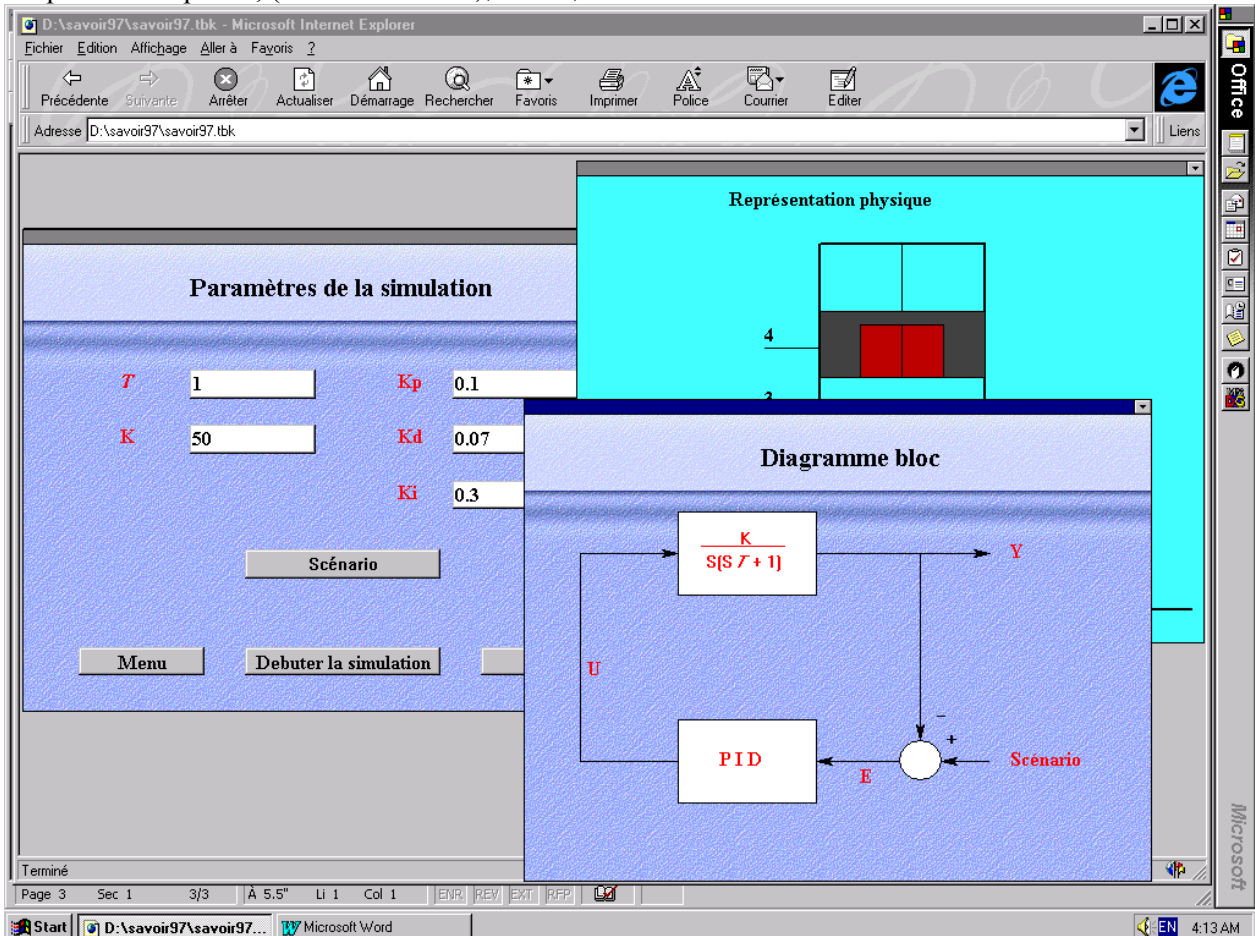 D:\savoir97\savoir97.tbk - Microsoft Internet Explorer
Fichier Edition Affichage Aller à Favoris ?
Précédente Suivante Arrêter Actualiser Démarrage Rechercher Favoris Imprimer Police Courrier Editer
Adresse D:\savoir97\savoir97.tbk Liens
Office
Représentation physique
4
3
Paramètres de la simulation
T 1 Kp 0.1
K 50 Kd 0.07
Ki 0.3
Scénario
Menu Debuter la simulation
Diagramme bloc
K
S(S T + 1)
Y
U
-
+
PID
E
Scénario
Microsoft
Terminé
Page 3 Sec 1 3/3 À 5.5" Li 1 Col 1 ENR REV EXT RFP
Start D:\savoir97\savoir97... Microsoft Word EN 4:13 AM